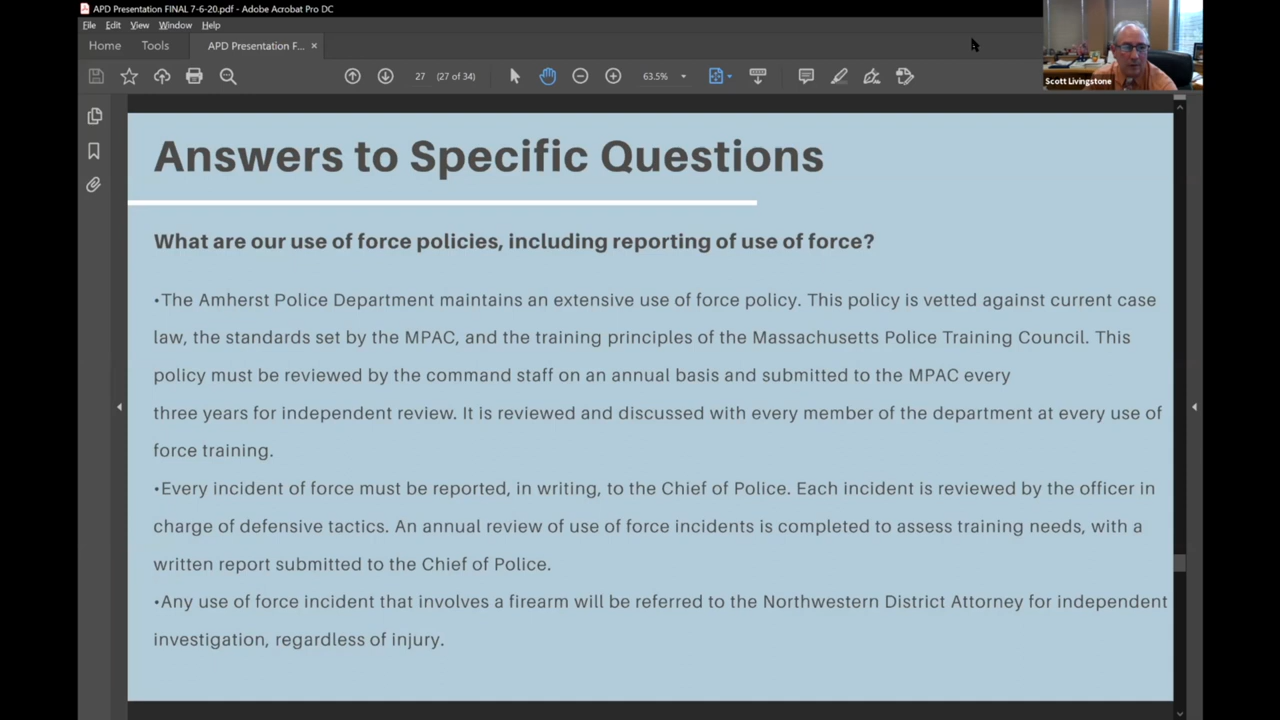 APD Presentation FINAL 7-6-20.pdf - Adobe Acrobat Pro DC
File Edit View Window Help
Home Tools APD Presentation F... ×
27 (27 of 34) 63.5%
Scott Livingstone
Answers to Specific Questions
What are our use of force policies, including reporting of use of force?
•The Amherst Police Department maintains an extensive use of force policy. This policy is vetted against current case
law, the standards set by the MPAC, and the training principles of the Massachusetts Police Training Council. This
policy must be reviewed by the command staff on an annual basis and submitted to the MPAC every
three years for independent review. It is reviewed and discussed with every member of the department at every use of
force training.
•Every incident of force must be reported, in writing, to the Chief of Police. Each incident is reviewed by the officer in
charge of defensive tactics. An annual review of use of force incidents is completed to assess training needs, with a
written report submitted to the Chief of Police.
•Any use of force incident that involves a firearm will be referred to the Northwestern District Attorney for independent
investigation, regardless of injury.